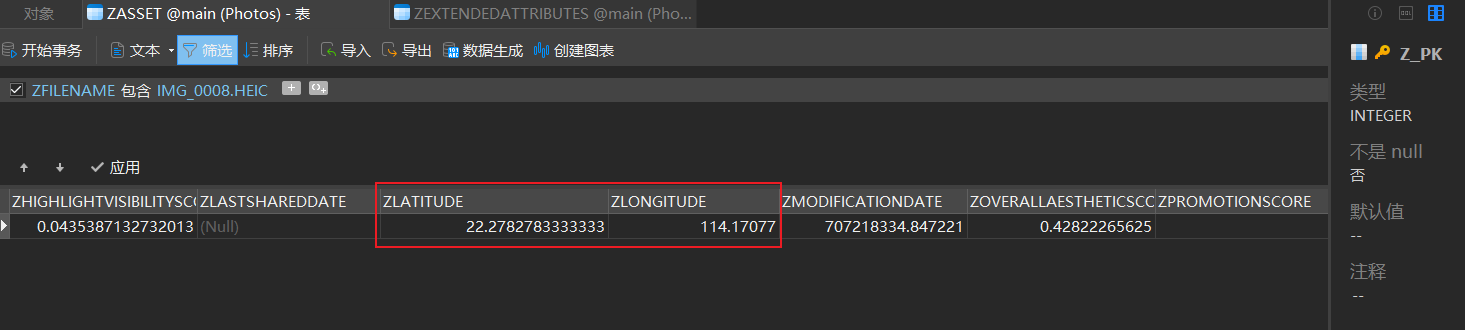 对象
ZASSET @main (Photos) - 表
ZEXTENDEDATTRIBUTES @main (Pho...
开始事务 文本 筛选 排序 导入 导出 数据生成 创建图表
ZFILENAME 包含 IMG_0008.HEIC
应用
ZHIGHLIGHTVISIBILITYSCO ZLASTSHAREDDATE ZLATITUDE ZLONGITUDE ZMODIFICATIONDATE ZOVERALLAESTHETICSCO ZPROMOTIONSCORE
0.0435387132732013 (Null) 22.2782783333333 114.17077 707218334.847221 0.42822265625
Z_PK
类型
INTEGER
不是 null
否
默认值
--
注释
--